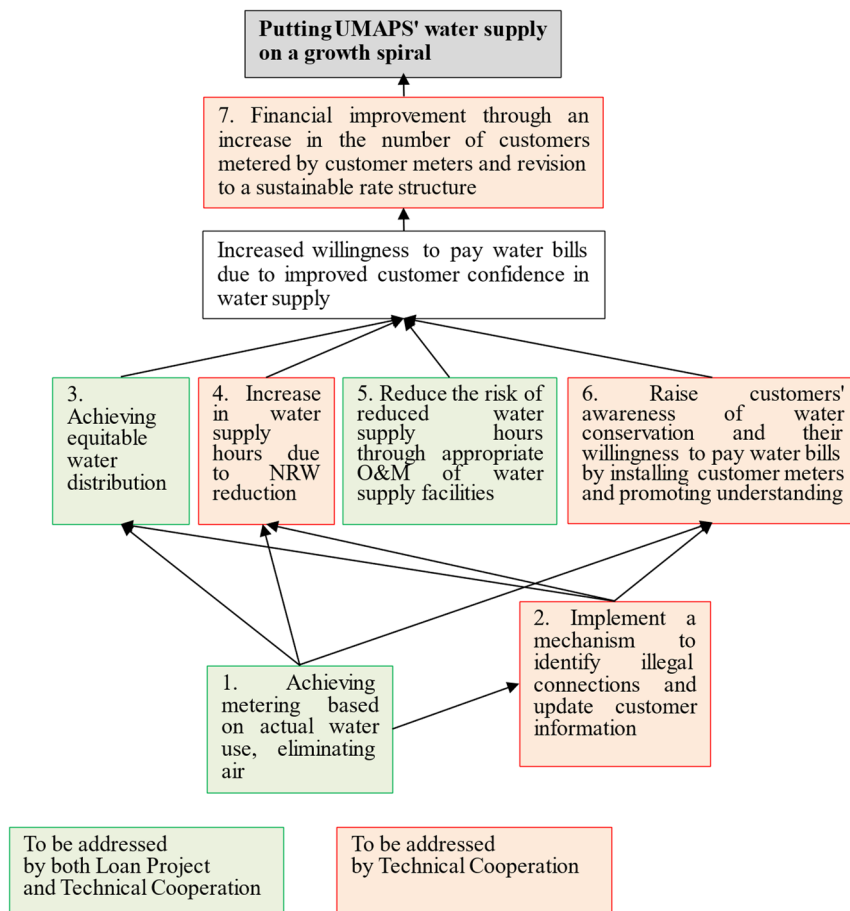 Putting UMAPS' water supply
on a growth spiral
7. Financial improvement through an
increase in the number of customers
metered by customer meters and revision
to a sustainable rate structure
Increased willingness to pay water bills
due to improved customer confidence in
water supply
3.
Achieving
equitable
water
distribution
4. Increase
in water
supply
hours due
to NRW
reduction
5. Reduce the risk of
reduced water
supply hours
through appropriate
O&M of water
supply facilities
6. Raise customers'
awareness of water
conservation and their
willingness to pay water bills
by installing customer meters
and promoting understanding
2. Implement a
mechanism to
identify illegal
connections and
update customer
information
1. Achieving
metering based
on actual water
use, eliminating
air
To be addressed
by both Loan Project
and Technical Cooperation
To be addressed
by Technical Cooperation